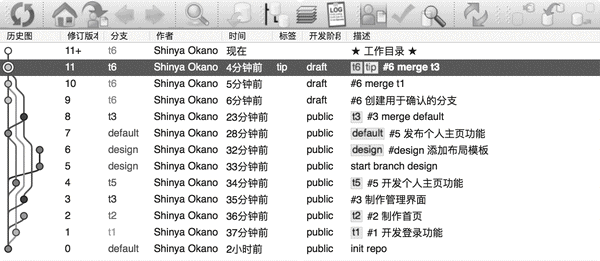 LOG
历史图 修订版本 分支 作者 时间 标签 开发阶段 描述
11+ t6 Shinya Okano 现在 ★ 工作目录 ★
11 t6 Shinya Okano 4分钟前 tip draft t6 tip #6 merge t3
10 t6 Shinya Okano 5分钟前 draft #6 merge t1
9 t6 Shinya Okano 6分钟前 draft #6 创建用于确认的分支
8 t3 Shinya Okano 23分钟前 public t3 #3 merge default
7 default Shinya Okano 28分钟前 public default #5 发布个人主页功能
6 design Shinya Okano 32分钟前 public design #design 添加布局模板
5 design Shinya Okano 33分钟前 public start branch design
4 t5 Shinya Okano 34分钟前 public t5 #5 开发个人主页功能
3 t3 Shinya Okano 35分钟前 public #3 制作管理界面
2 t2 Shinya Okano 36分钟前 public t2 #2 制作首页
1 t1 Shinya Okano 37分钟前 public t1 #1 开发登录功能
0 default Shinya Okano 2小时前 public init repo